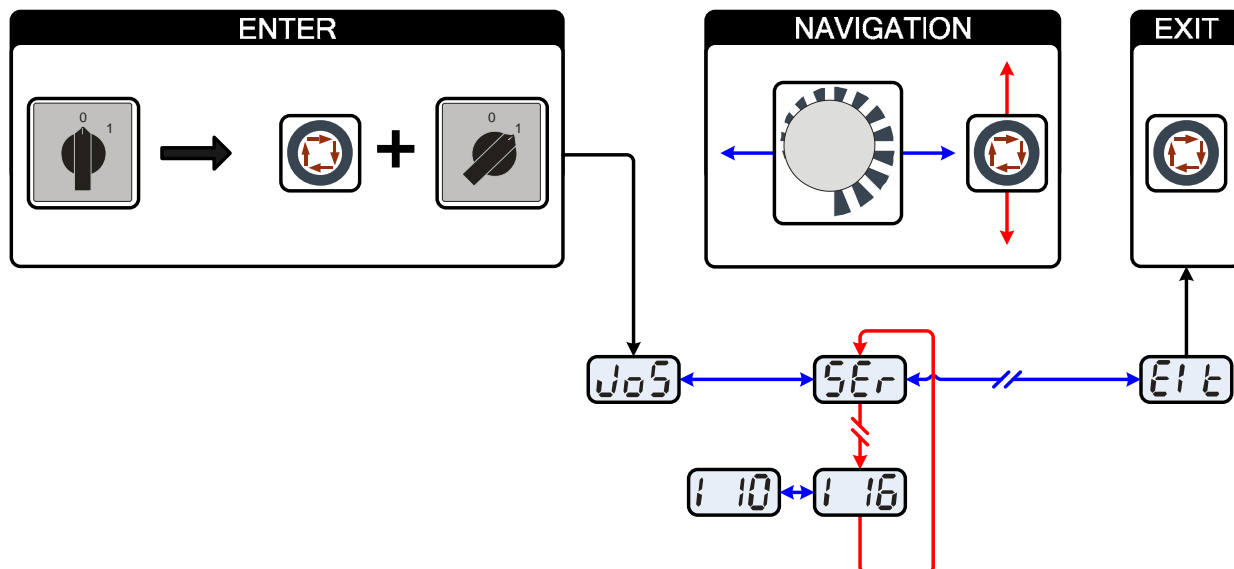 ENTER
NAVIGATION
EXIT
0
1
0
1
JoS
SEr
EIt
I 10
I 16